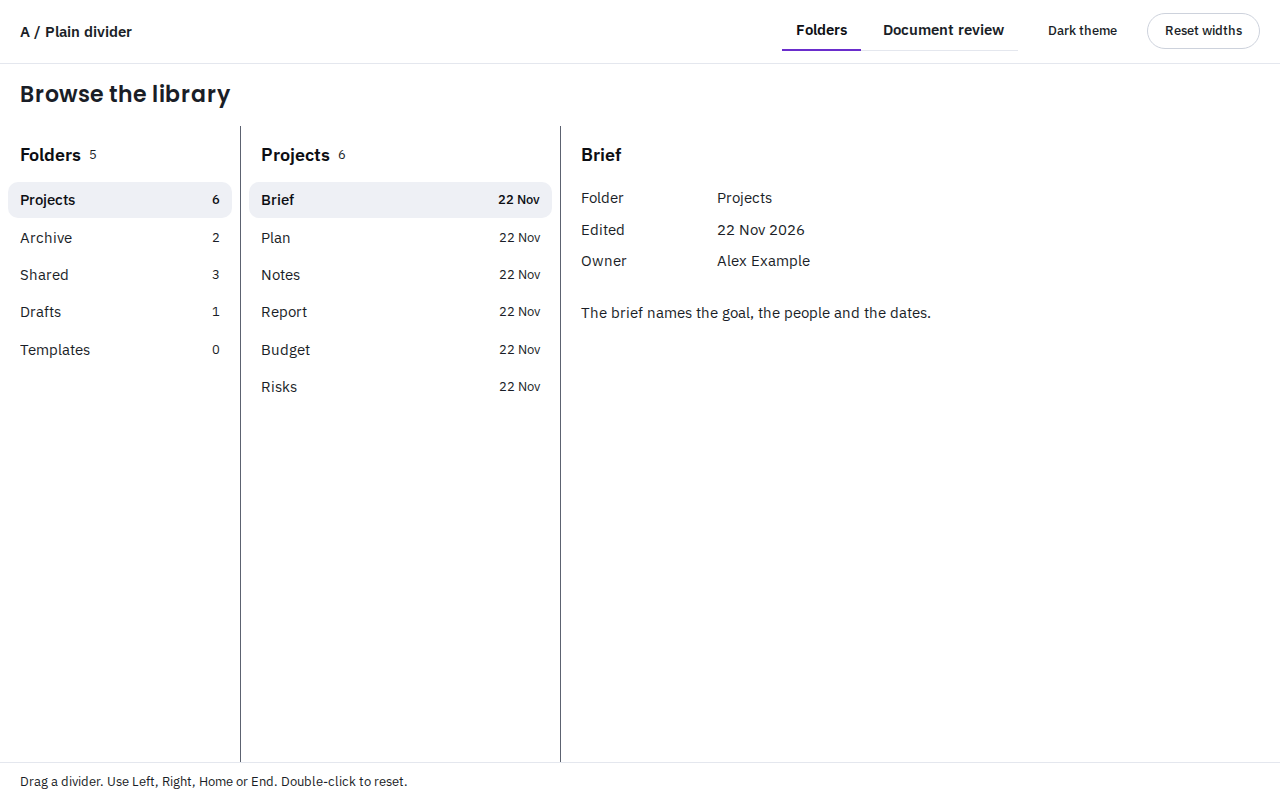 A / Plain divider
Folders
Document review
Dark theme
Reset widths
Browse the library
Folders 5
Projects 6
Archive 2
Shared 3
Drafts 1
Templates 0
Projects 6
Brief 22 Nov
Plan 22 Nov
Notes 22 Nov
Report 22 Nov
Budget 22 Nov
Risks 22 Nov
Brief
Folder Projects
Edited 22 Nov 2026
Owner Alex Example
The brief names the goal, the people and the dates.
Drag a divider. Use Left, Right, Home or End. Double-click to reset.